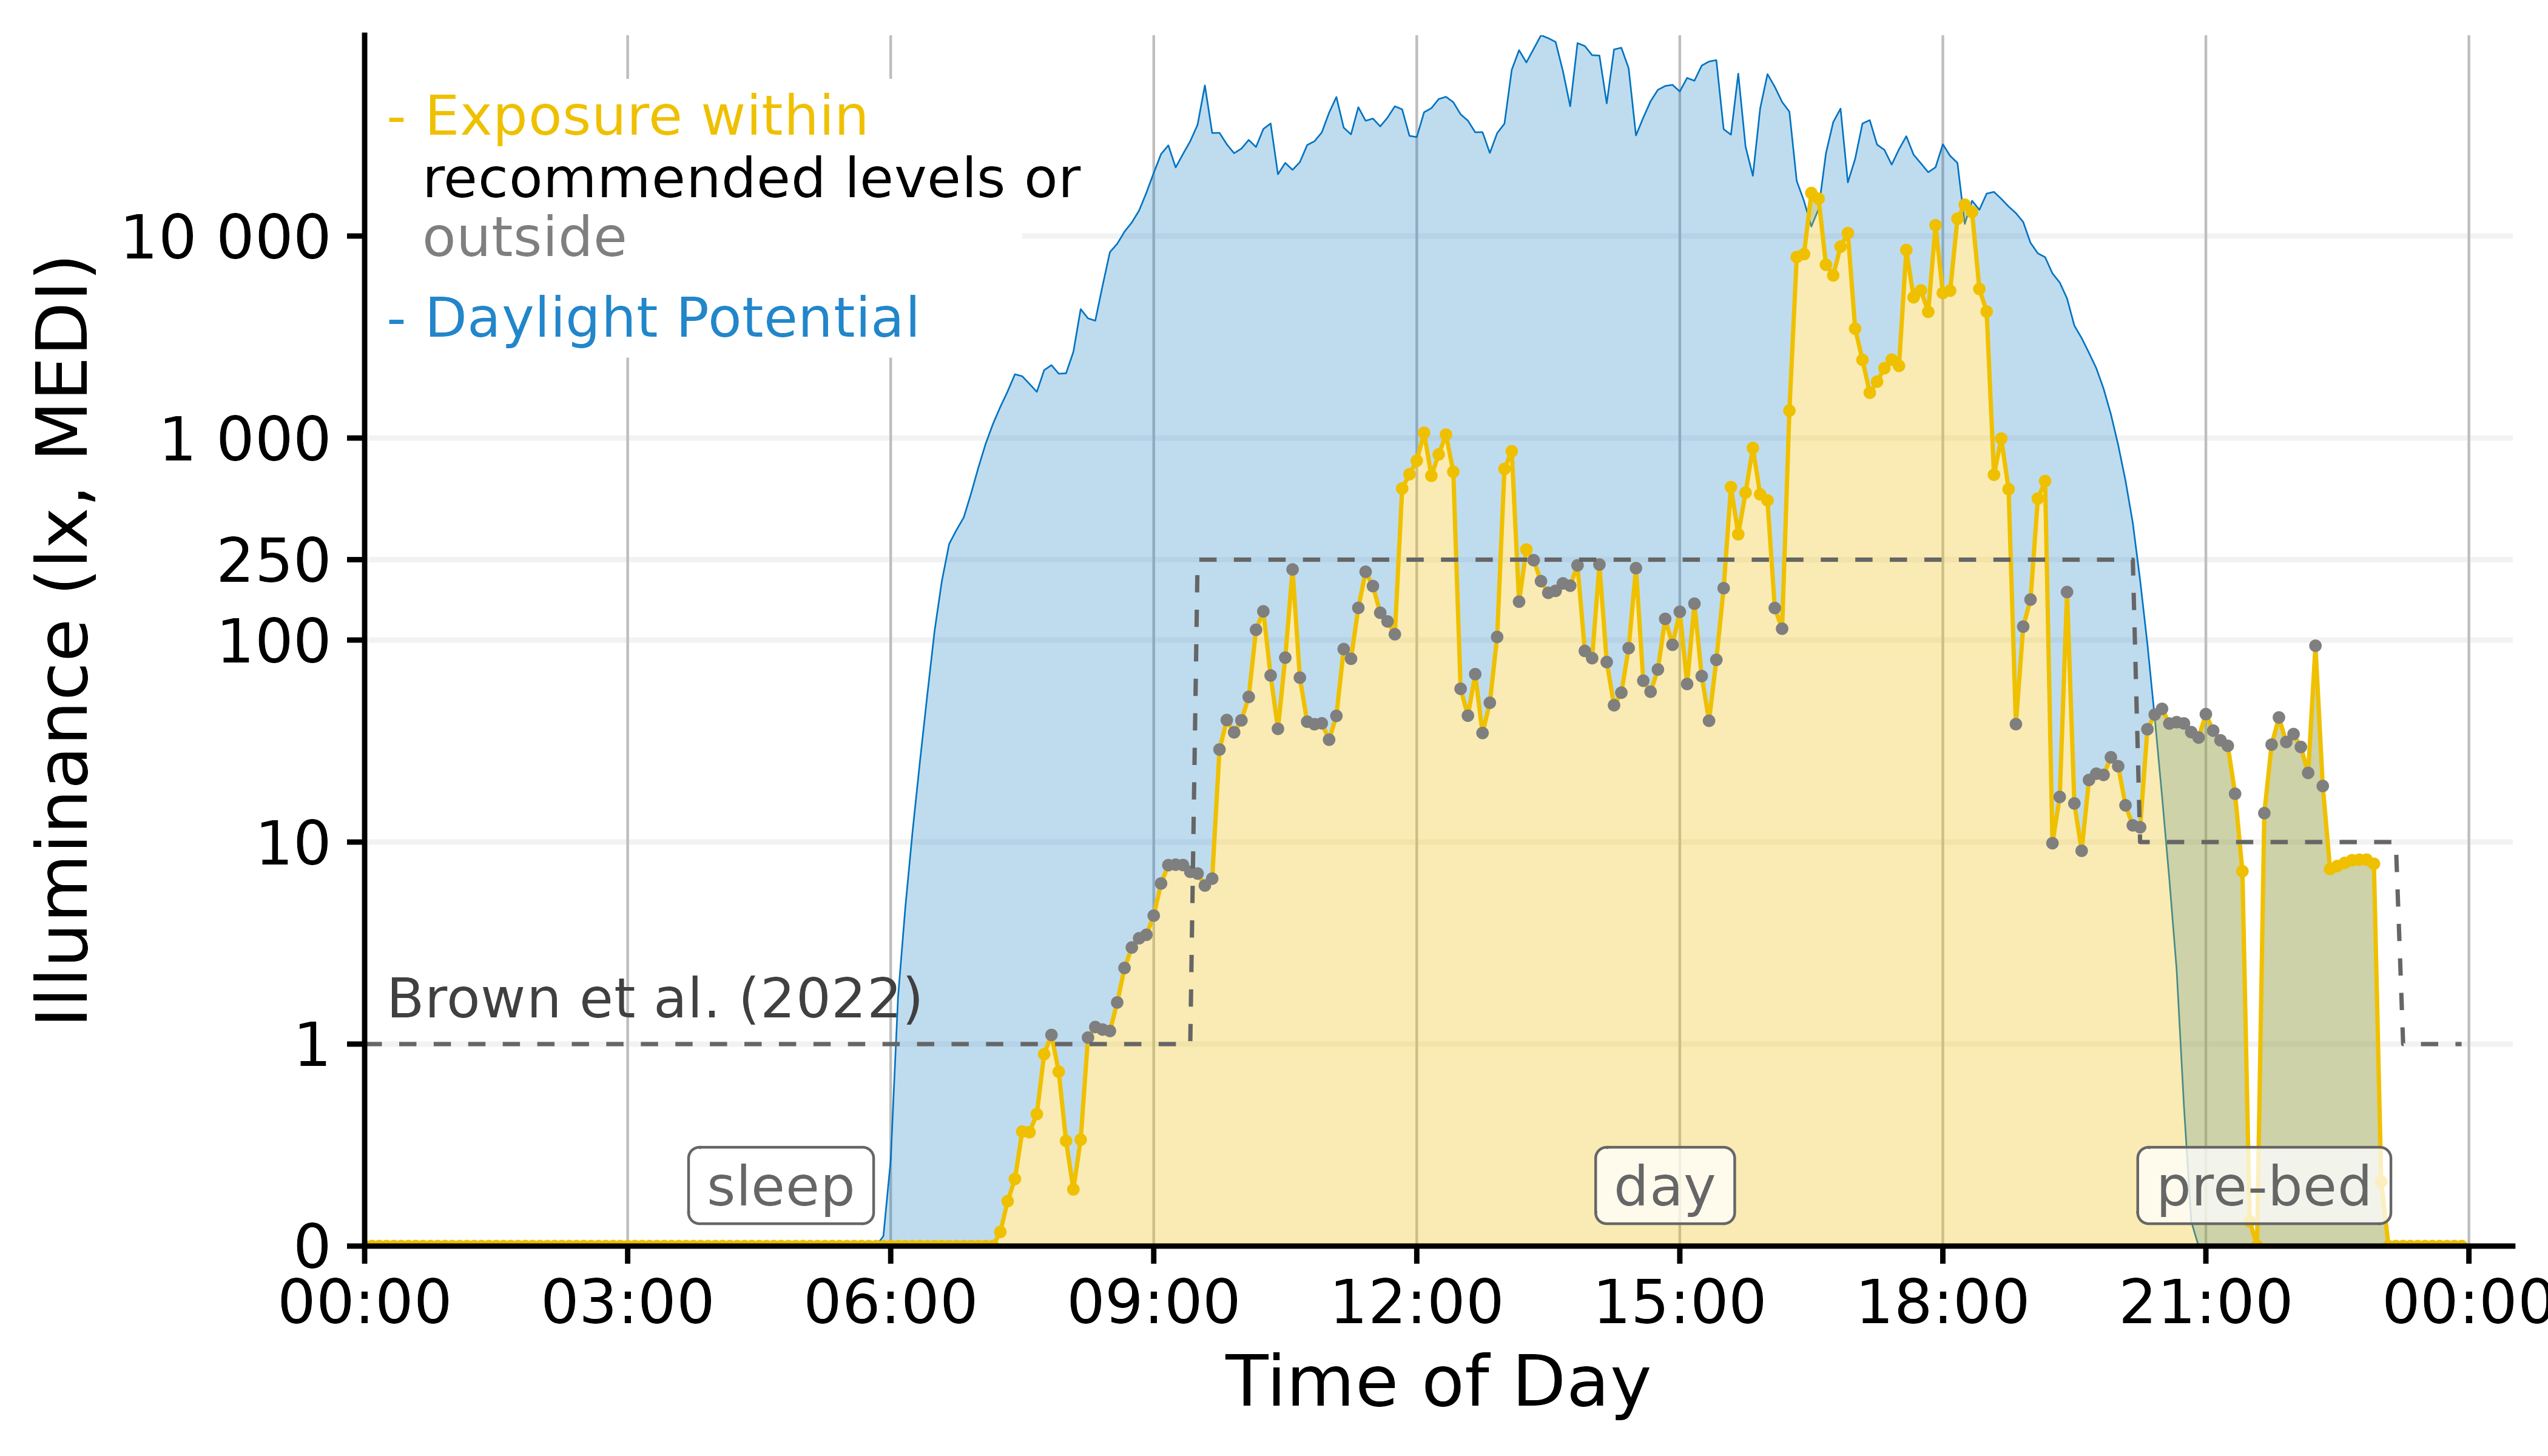 - Exposure within
recommended levels or
outside
- Daylight Potential
Illuminance (lx, MEDI)
10 000
1 000
250
100
10
1
0
Brown et al. (2022)
sleep
day
pre-bed
00:00 03:00 06:00 09:00 12:00 15:00 18:00 21:00 00:00
Time of Day